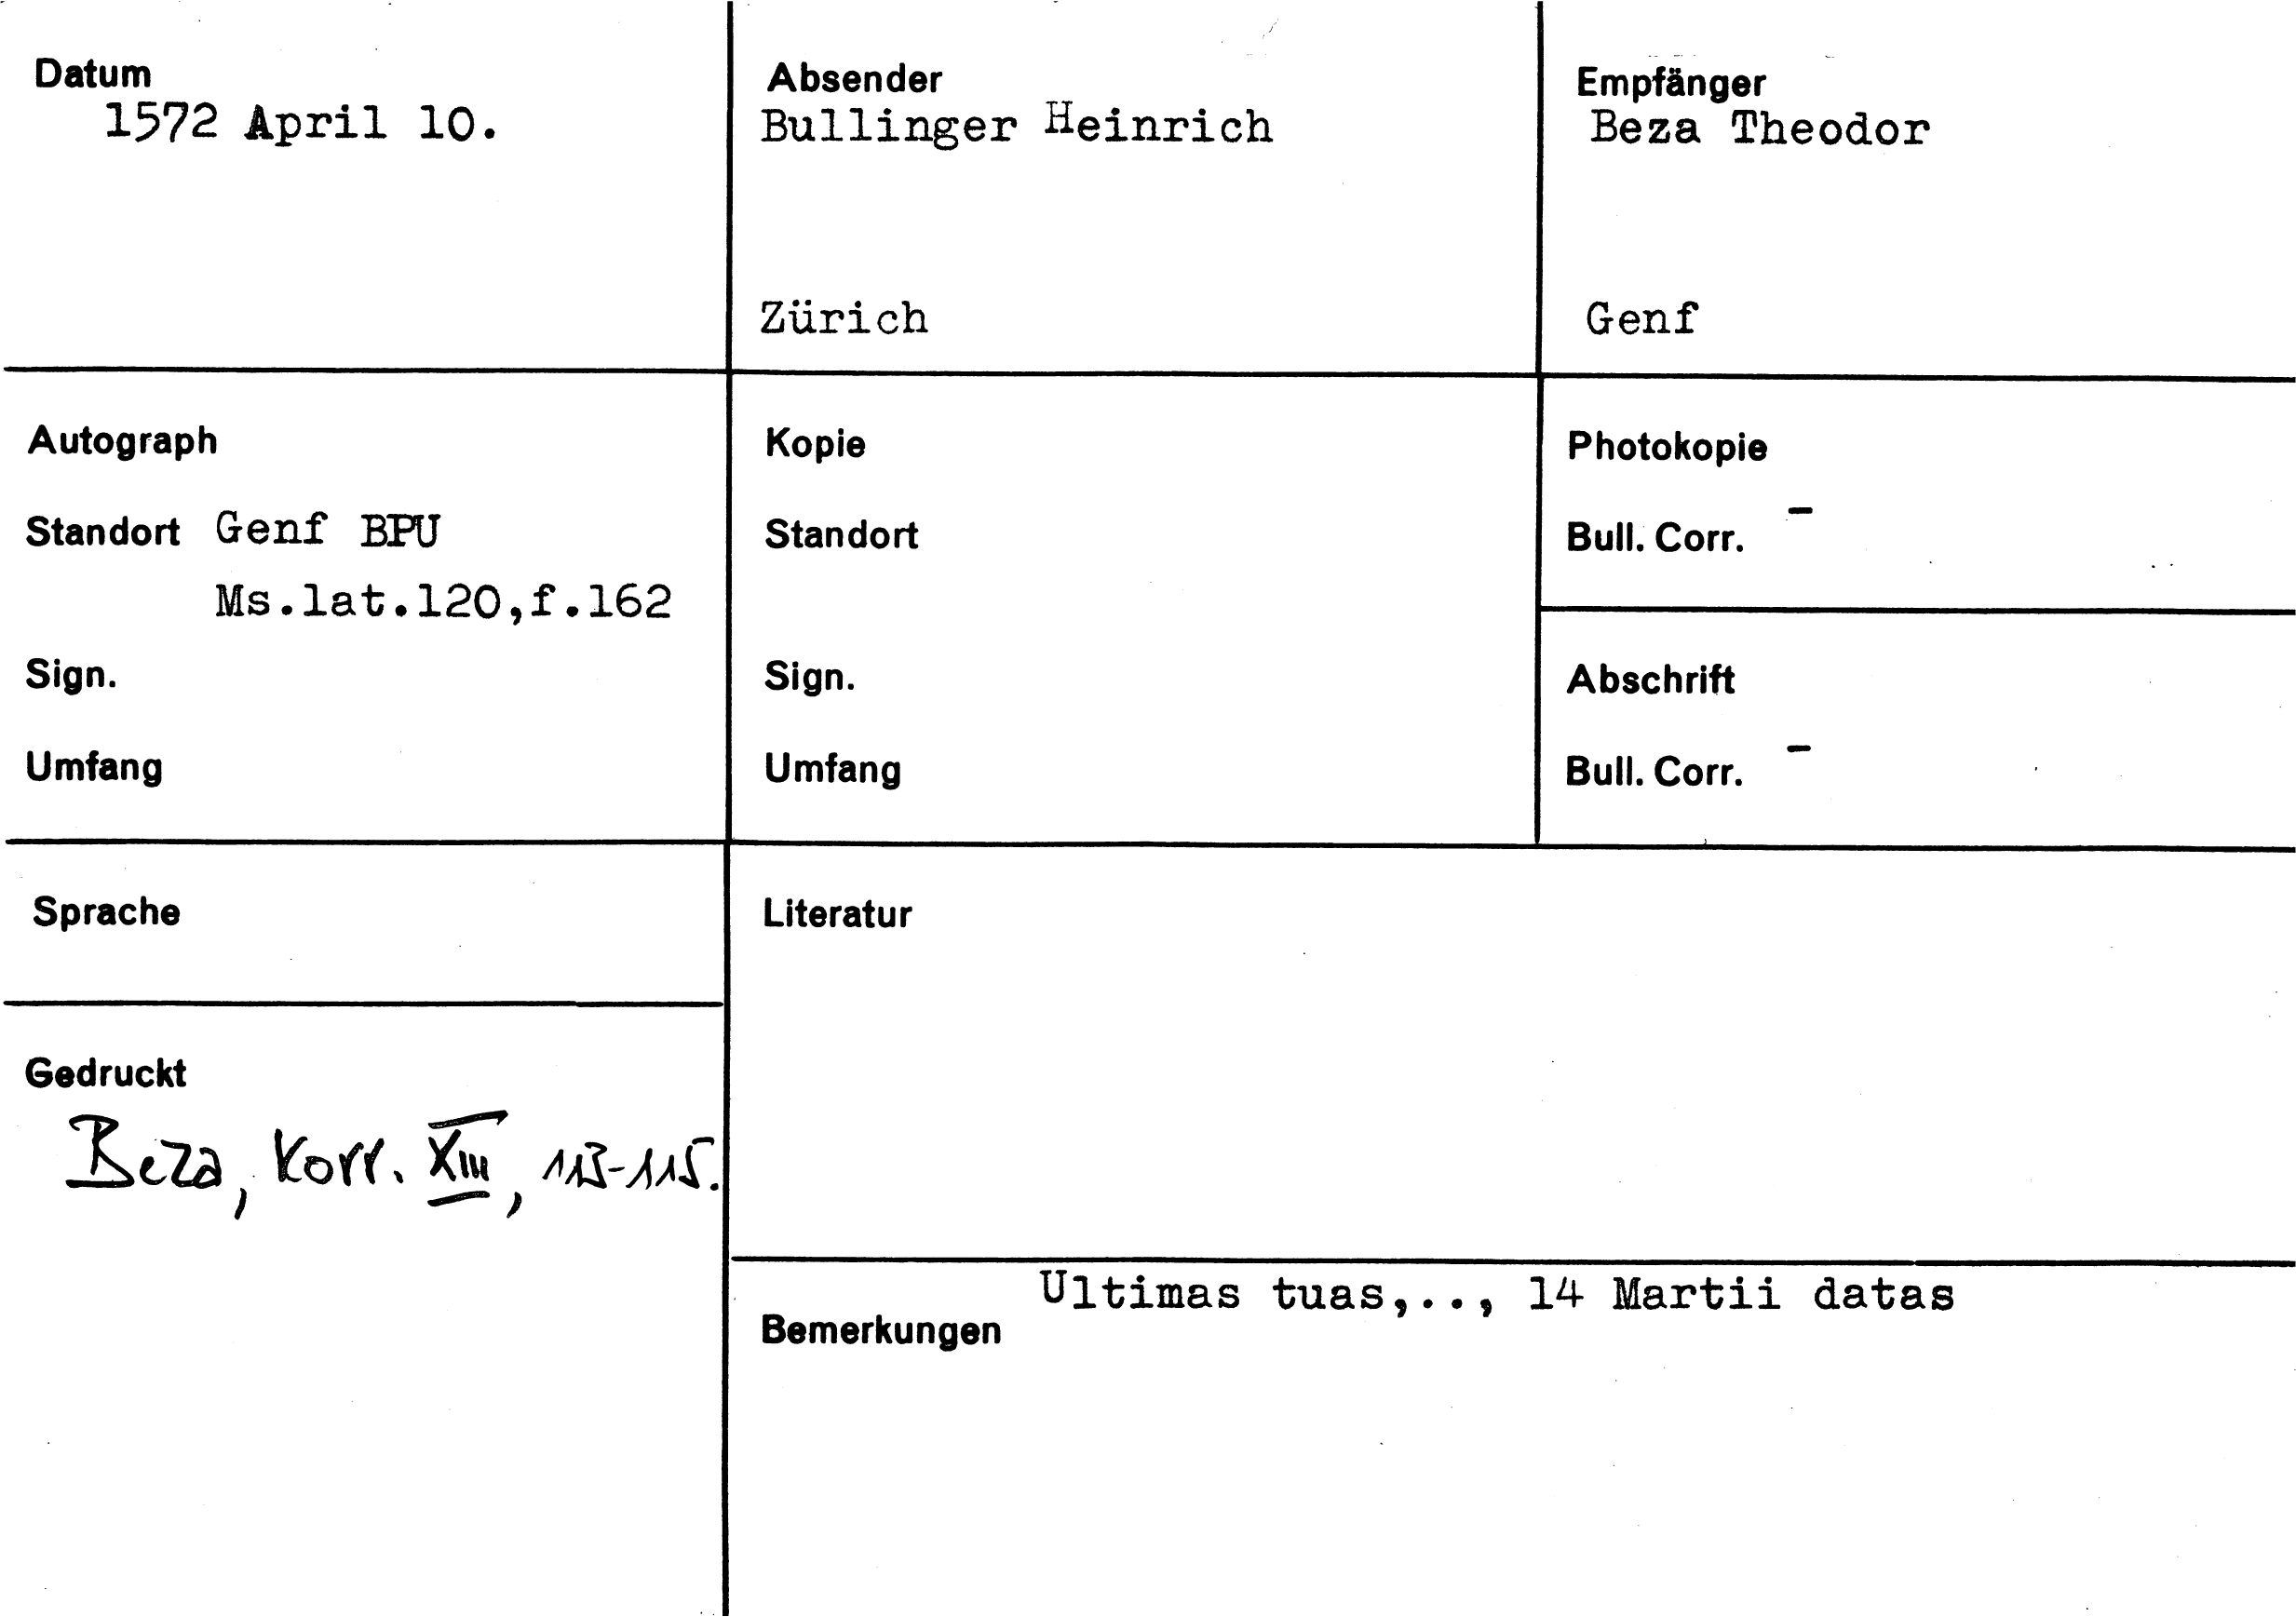 Datum
1572 April 10.
Absender
Bullinger Heinrich
Zürich
Empfänger
Beza Theodor
Genf
Autograph
Standort Genf BPU
Ms.lat.120,f.162
Sign.
Umfang
Kopie
Standort
Sign.
Umfang
Photokopie
Bull. Corr. -
Abschrift
Bull. Corr. -
Sprache
Gedruckt
Beza, Korr. XIII, 113-115.
Literatur
Ultimas tuas,.., 14 Martii datas
Bemerkungen